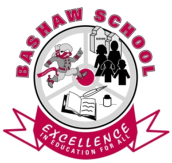 BASHAW SCHOOL
EXCELLENCE
IN EDUCATION FOR ALL